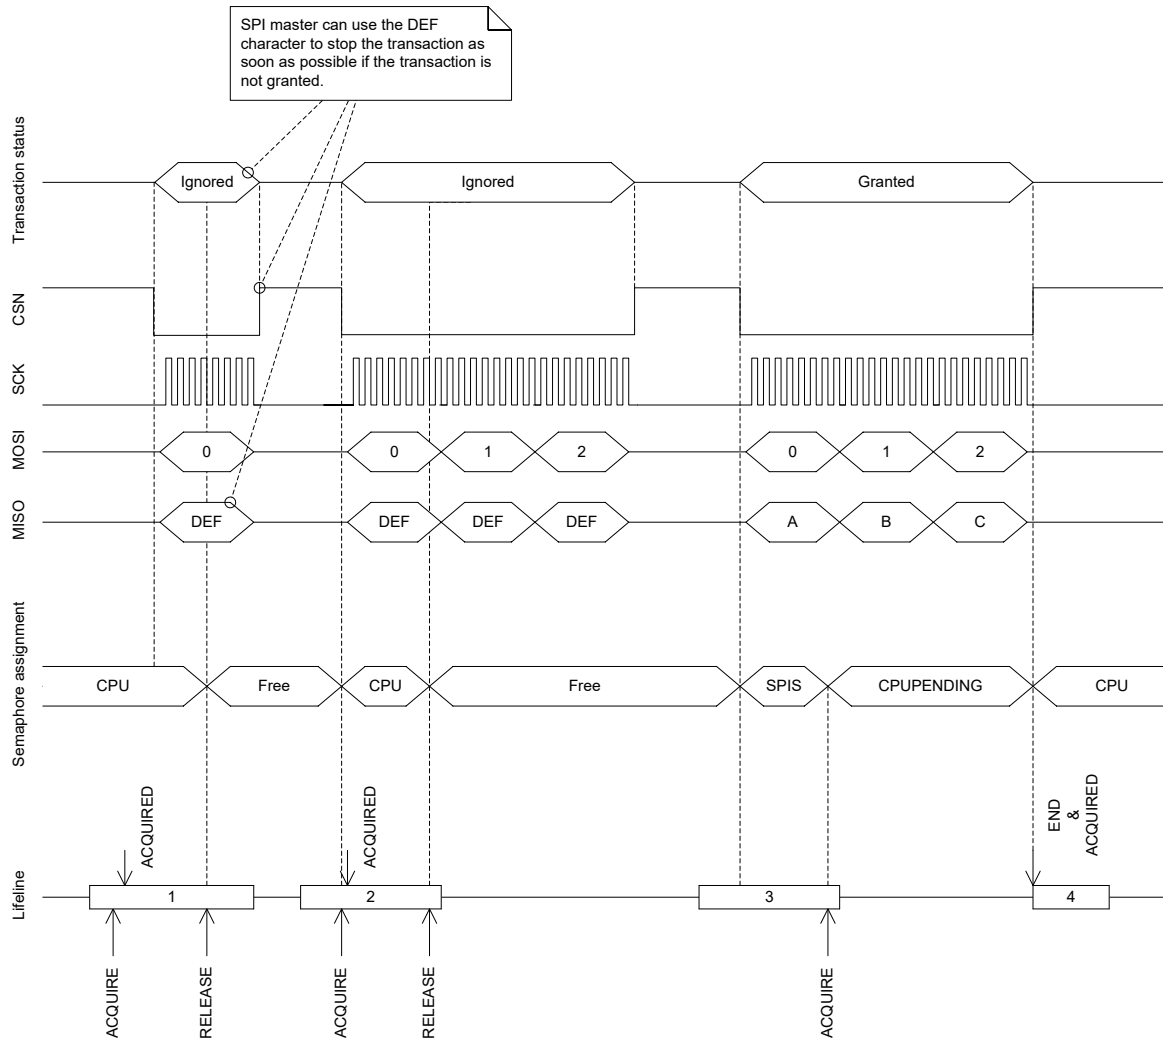 SPI master can use the DEF
character to stop the transaction as
soon as possible if the transaction is
not granted.
Transaction status
Ignored
Ignored
Granted
CSN
SCK
MOSI
0
0
1
2
0
1
2
MISO
DEF
DEF
DEF
DEF
A
B
C
Semaphore assignment
CPU
Free
CPU
Free
SPIS
CPUPENDING
CPU
ACQUIRED
ACQUIRED
END
&
ACQUIRED
Lifeline
1
2
3
4
ACQUIRE
RELEASE
ACQUIRE
RELEASE
ACQUIRE